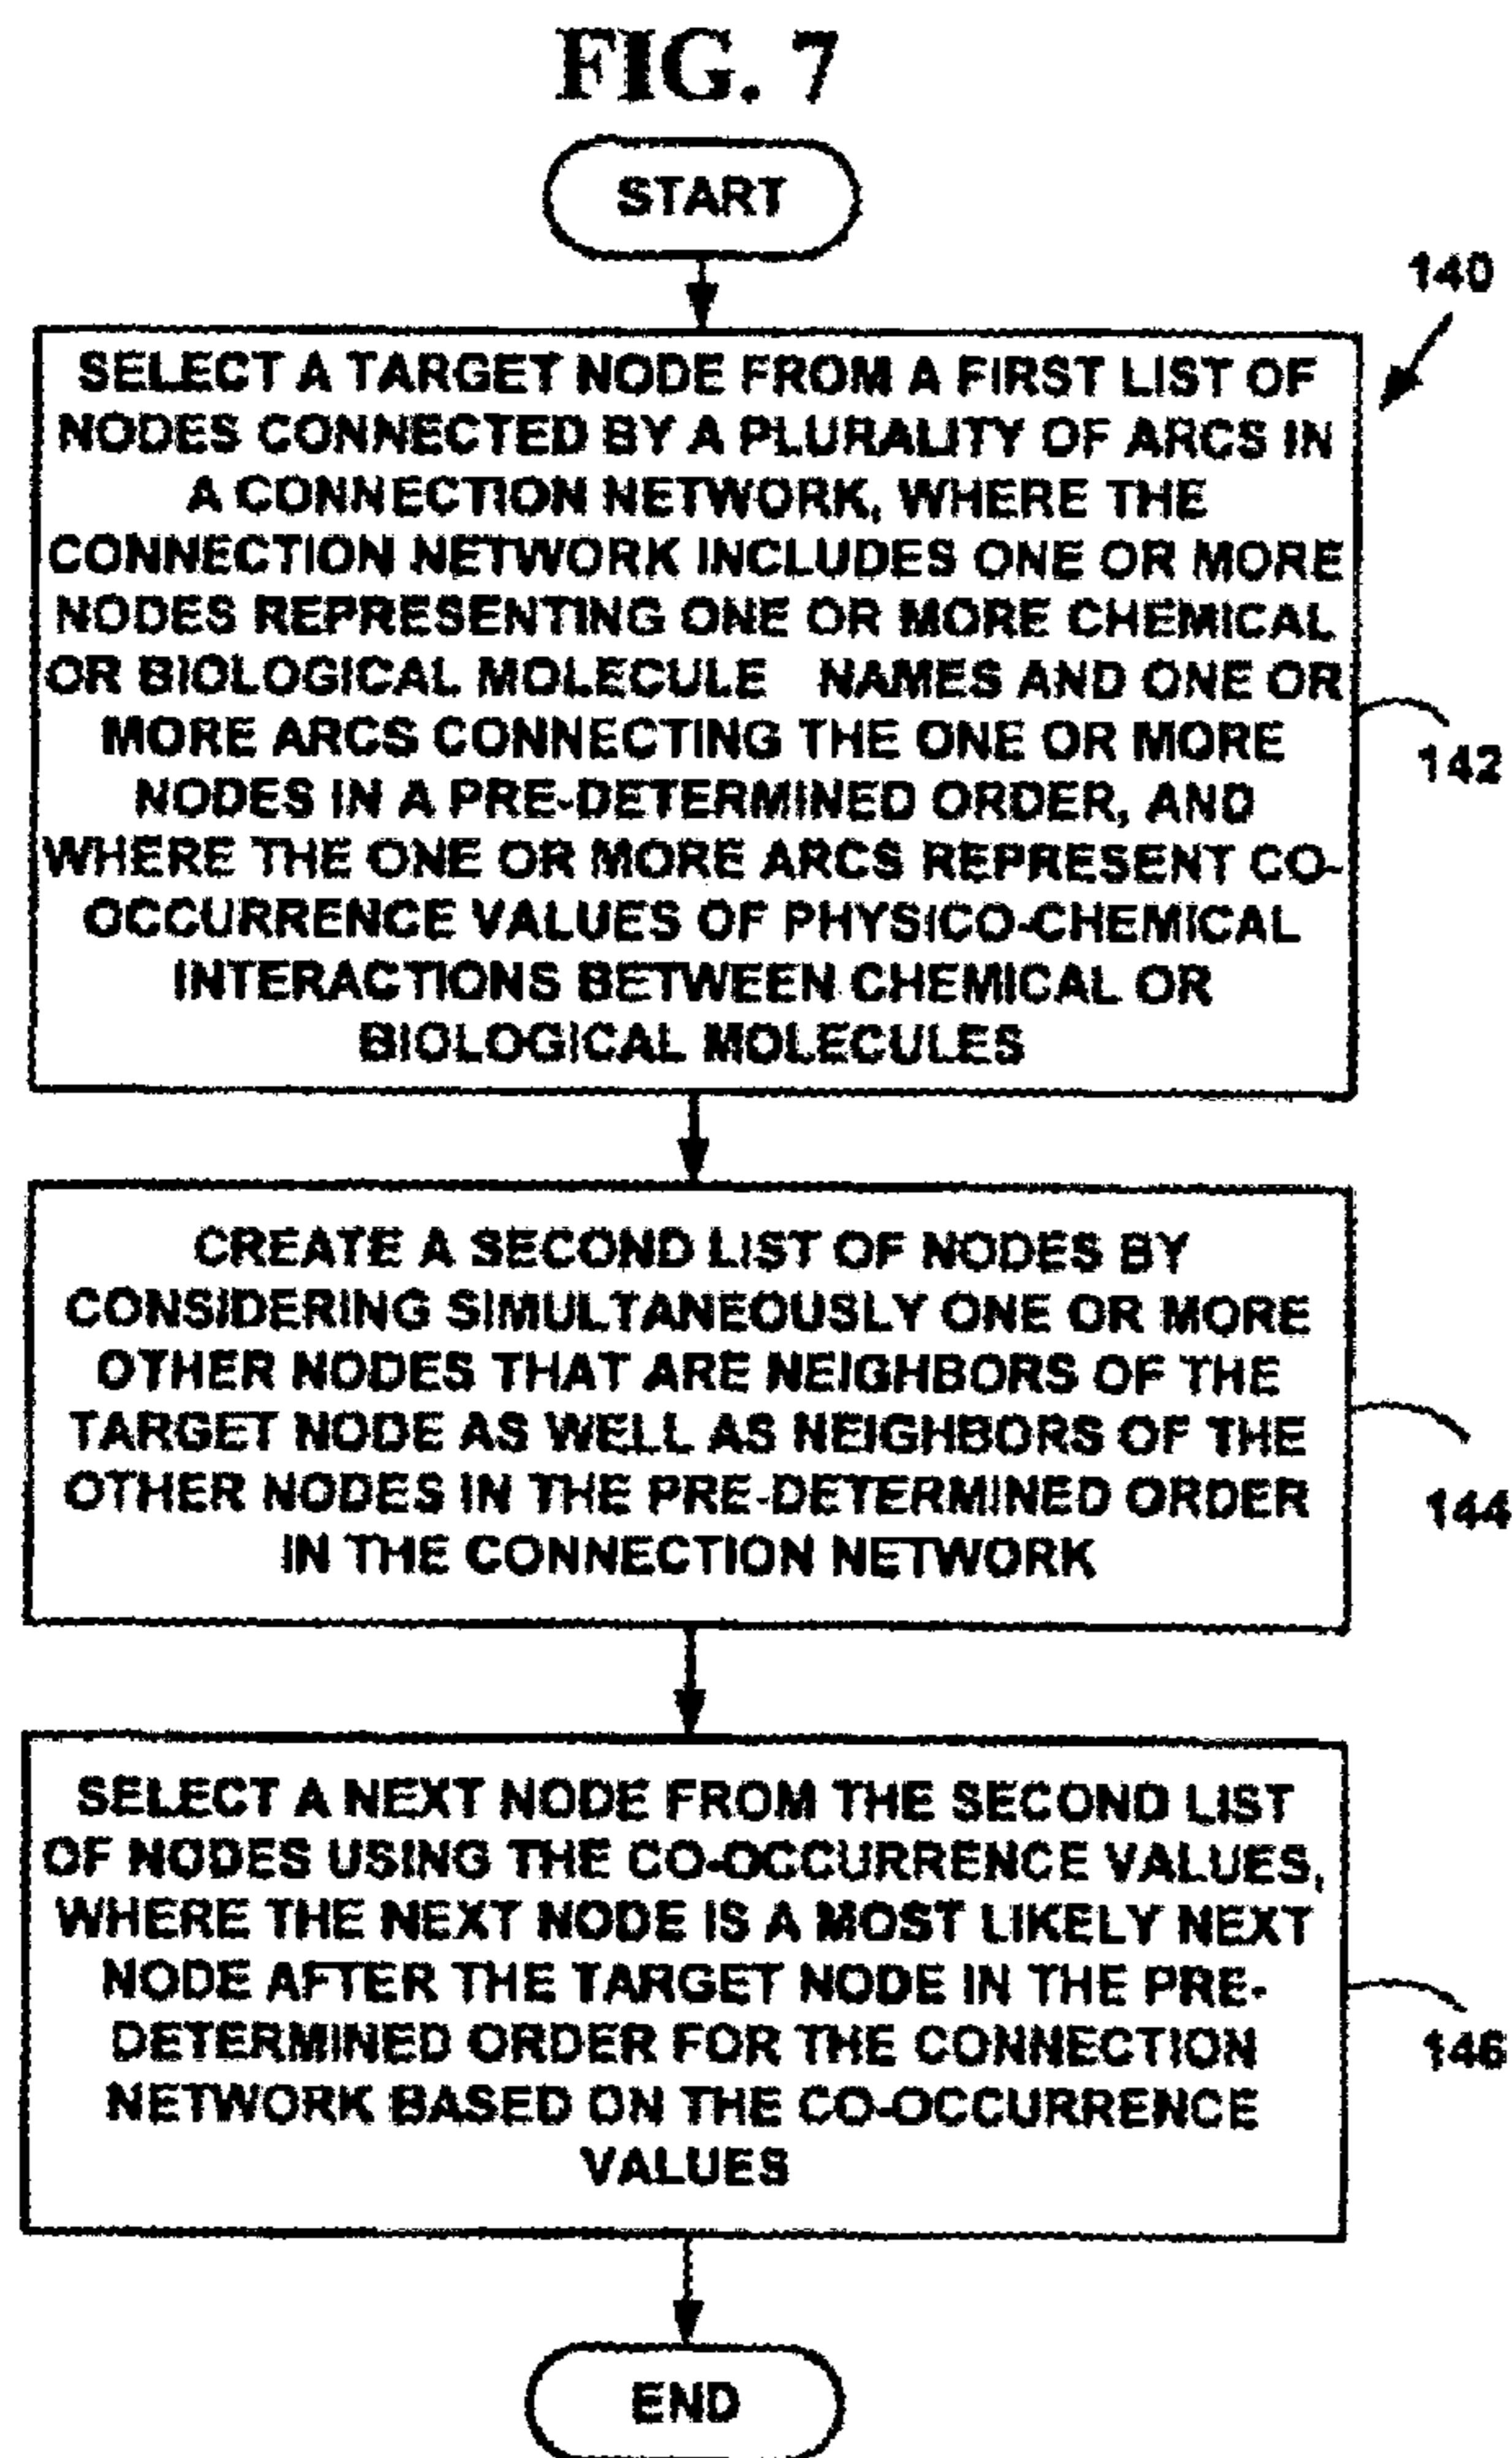 FIG. 7
START
140
SELECT A TARGET NODE FROM A FIRST LIST OF
NODES CONNECTED BY A PLURALITY OF ARCS IN
A CONNECTION NETWORK, WHERE THE
CONNECTION NETWORK INCLUDES ONE OR MORE
NODES REPRESENTING ONE OR MORE CHEMICAL
OR BIOLOGICAL MOLECULE NAMES AND ONE OR
MORE ARCS CONNECTING THE ONE OR MORE
NODES IN A PRE-DETERMINED ORDER, AND
WHERE THE ONE OR MORE ARCS REPRESENT CO-
OCCURRENCE VALUES OF PHYSICO-CHEMICAL
INTERACTIONS BETWEEN CHEMICAL OR
BIOLOGICAL MOLECULES
142
CREATE A SECOND LIST OF NODES BY
CONSIDERING SIMULTANEOUSLY ONE OR MORE
OTHER NODES THAT ARE NEIGHBORS OF THE
TARGET NODE AS WELL AS NEIGHBORS OF THE
OTHER NODES IN THE PRE-DETERMINED ORDER
IN THE CONNECTION NETWORK
144
SELECT A NEXT NODE FROM THE SECOND LIST
OF NODES USING THE CO-OCCURRENCE VALUES,
WHERE THE NEXT NODE IS A MOST LIKELY NEXT
NODE AFTER THE TARGET NODE IN THE PRE-
DETERMINED ORDER FOR THE CONNECTION
NETWORK BASED ON THE CO-OCCURRENCE
VALUES
146
END